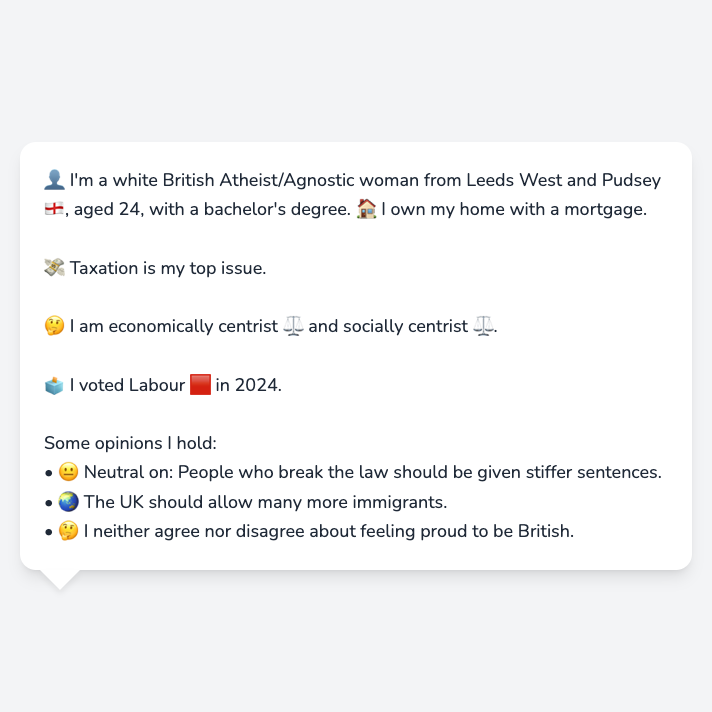 👤 I'm a white British Atheist/Agnostic woman from Leeds West and Pudsey
🏴󠁧󠁢󠁥󠁮󠁧󠁿, aged 24, with a bachelor's degree. 🏠 I own my home with a mortgage.
💸 Taxation is my top issue.
🤔 I am economically centrist ⚖️ and socially centrist ⚖️.
🗳️ I voted Labour 🟥 in 2024.
Some opinions I hold:
• 😐 Neutral on: People who break the law should be given stiffer sentences.
• 🌏 The UK should allow many more immigrants.
• 🤔 I neither agree nor disagree about feeling proud to be British.